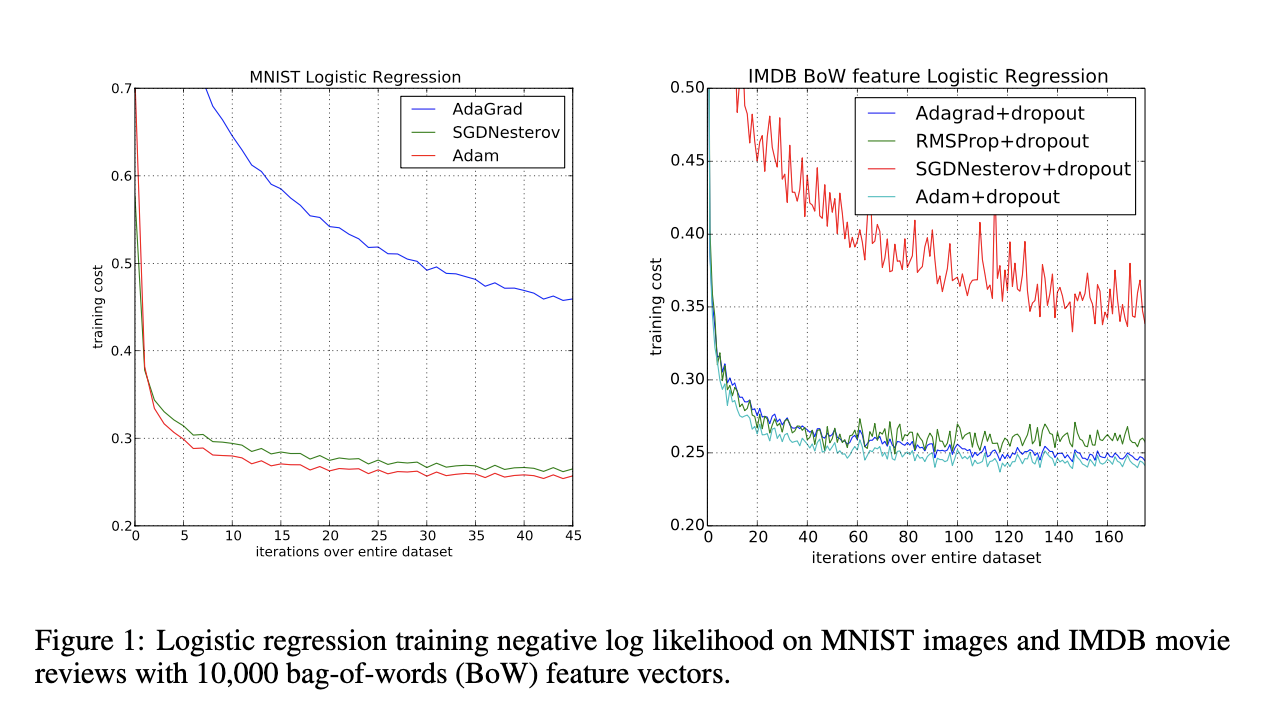 MNIST Logistic Regression
0.7
0.6
0.5
0.4
0.3
0.2
training cost
AdaGrad
SGDNesterov
Adam
0 5 10 15 20 25 30 35 40 45
iterations over entire dataset
IMDB BoW feature Logistic Regression
0.50
0.45
0.40
0.35
0.30
0.25
0.20
training cost
Adagrad+dropout
RMSProp+dropout
SGDNesterov+dropout
Adam+dropout
0 20 40 60 80 100 120 140 160
iterations over entire dataset
Figure 1: Logistic regression training negative log likelihood on MNIST images and IMDB movie
reviews with 10,000 bag-of-words (BoW) feature vectors.